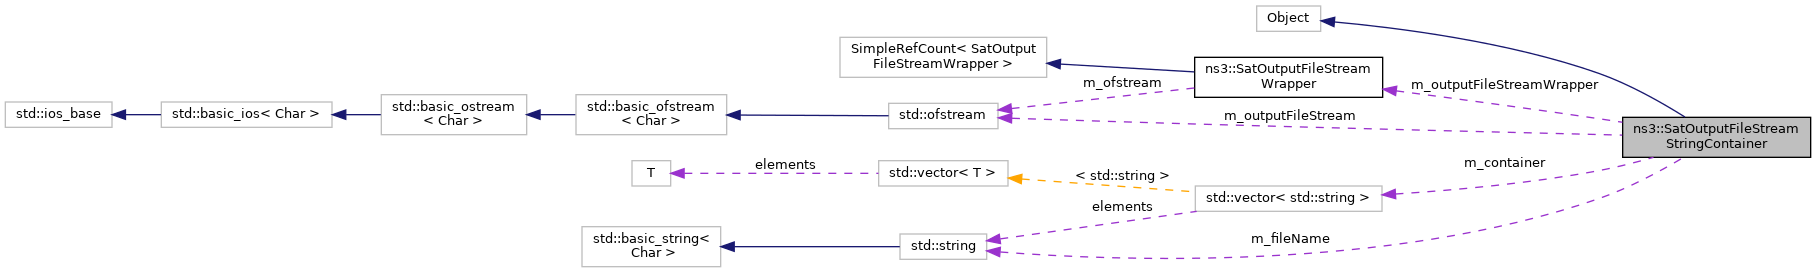 Object
SimpleRefCount< SatOutput
FileStreamWrapper >
ns3::SatOutputFileStream
Wrapper
m_ofstream
m_outputFileStreamWrapper
std::ios_base
std::basic_ios< Char >
std::basic_ostream
< Char >
std::basic_ofstream
< Char >
std::ofstream
m_outputFileStream
ns3::SatOutputFileStream
StringContainer
T
elements
std::vector< T >
< std::string >
m_container
std::vector< std::string >
elements
std::basic_string<
Char >
std::string
m_fileName